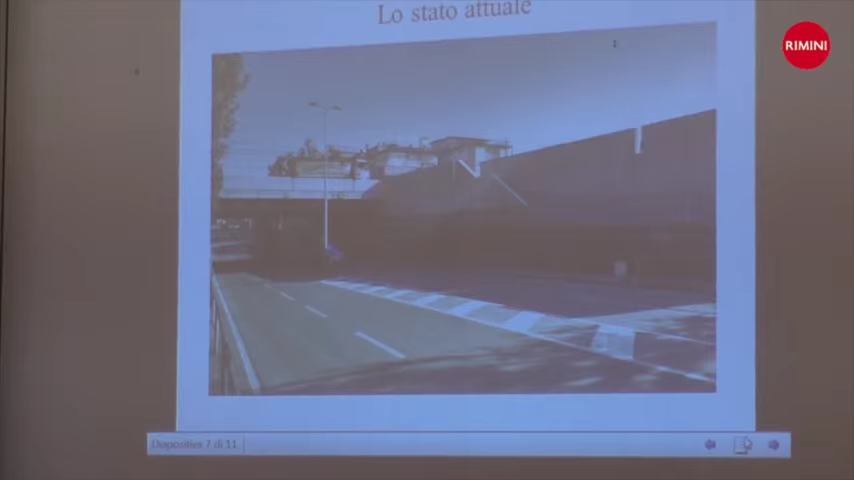 Lo stato attuale
RIMINI
Diapositiva 7 di 11